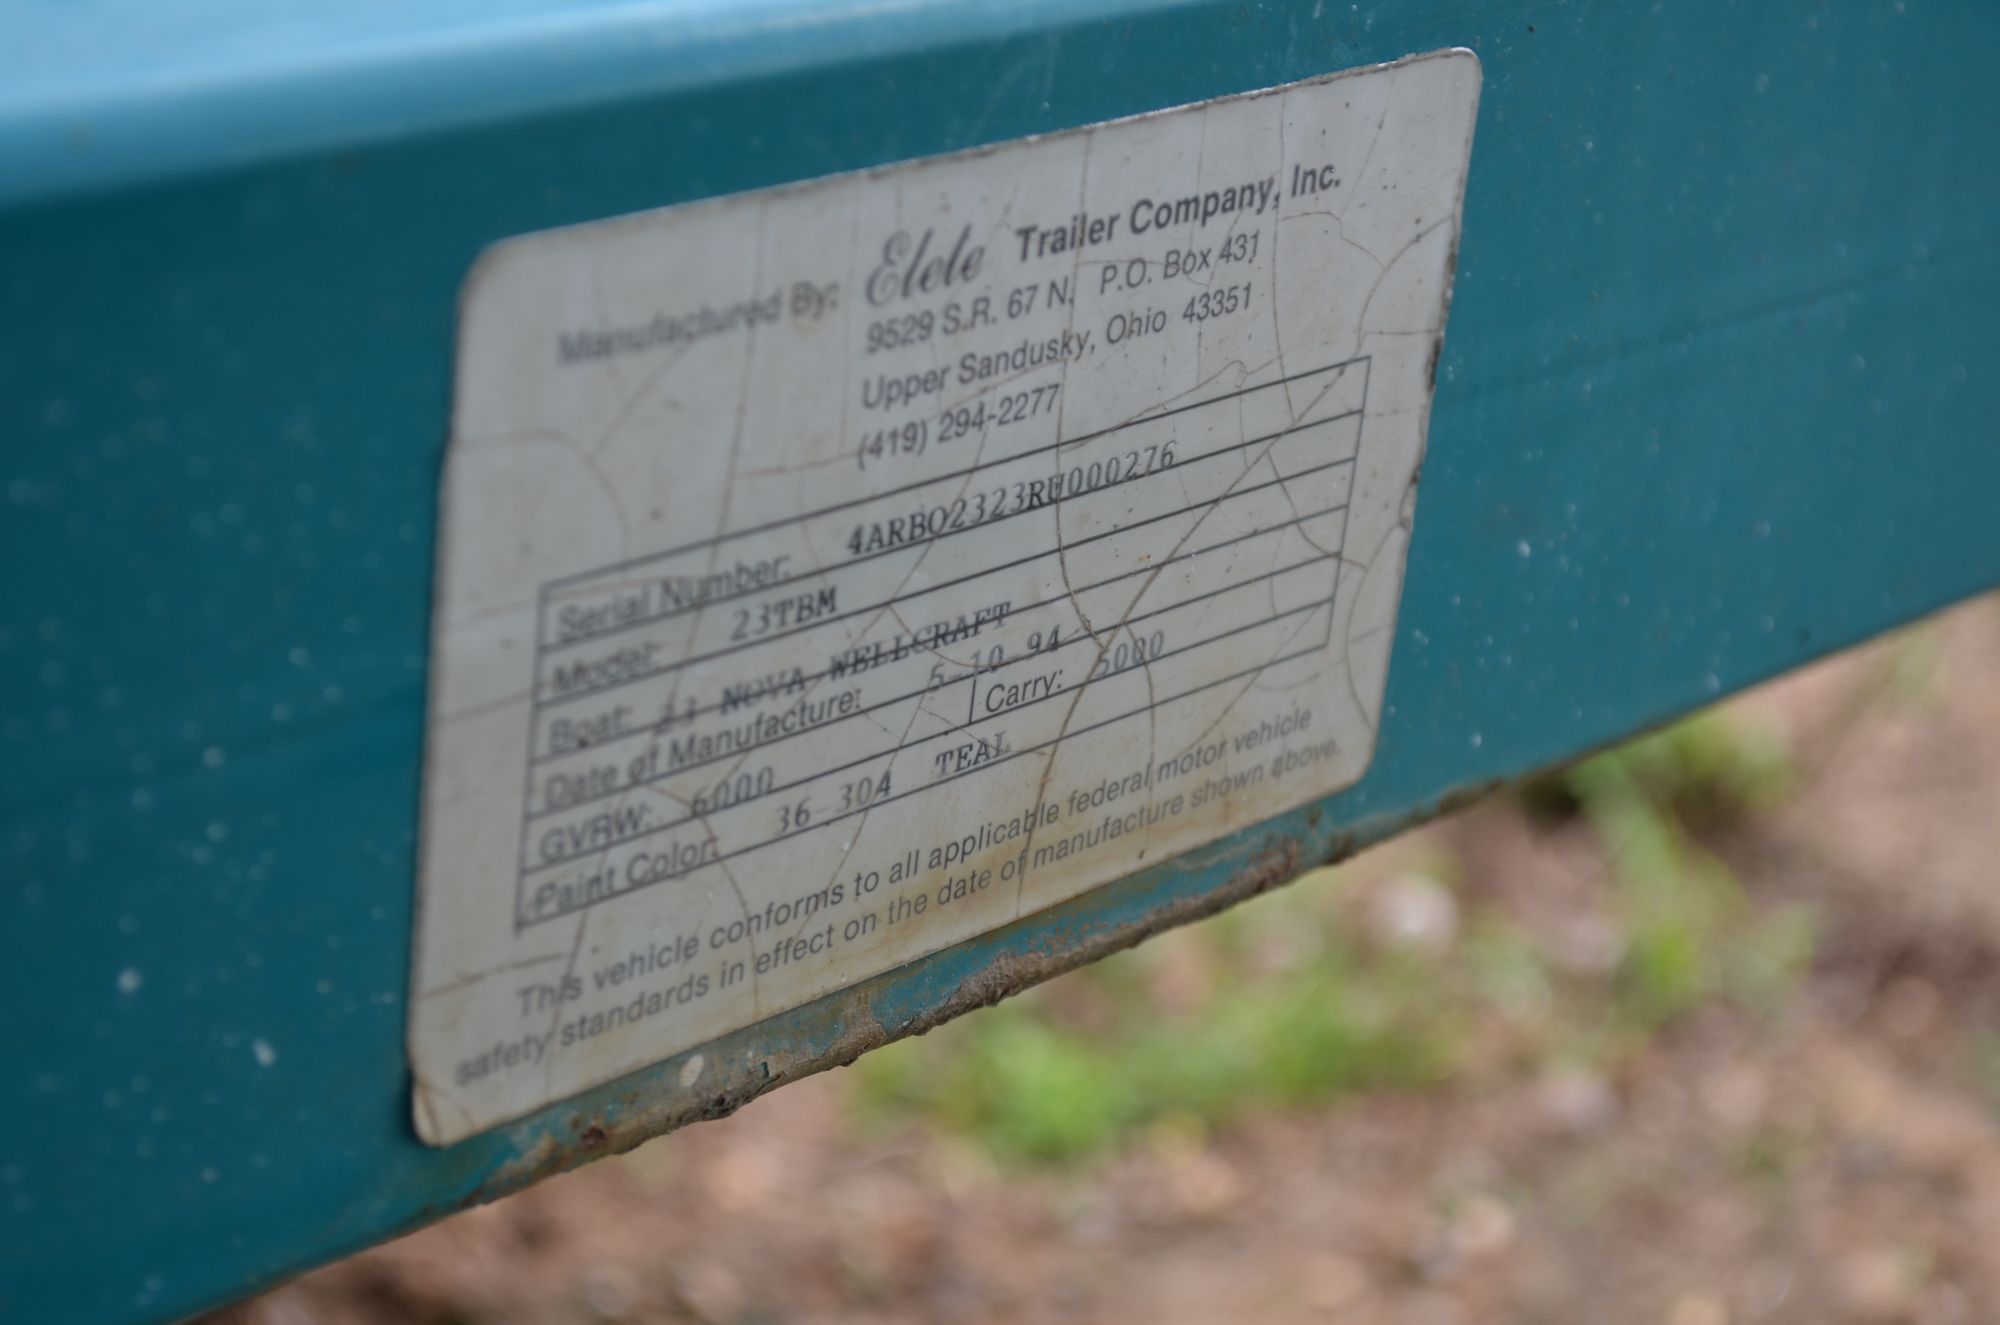 Manufactured By: Elete Trailer Company, Inc.
9529 S.R. 67 N. P.O. Box 431
Upper Sandusky, Ohio 43351
(419) 294-2277
Serial Number: 4ARBO2323RU000276
Model: 23TBM
Boat: 23 NOVA WELLCRAFT
Date of Manufacture: 5-10-94
GVRW: 6000 Carry: 5000
Paint Color: 36 304 TEAL
This vehicle conforms to all applicable federal motor vehicle
safety standards in effect on the date of manufacture shown above.